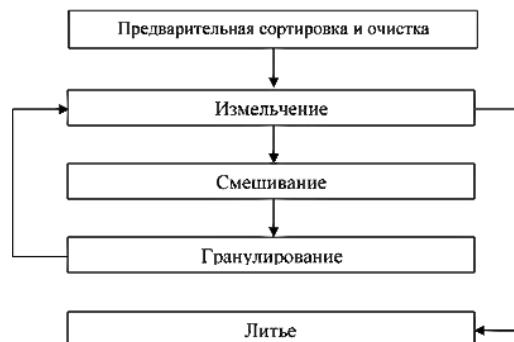 Предварительная сортировка и очистка
Измельчение
Смешивание
Гранулирование
Литье